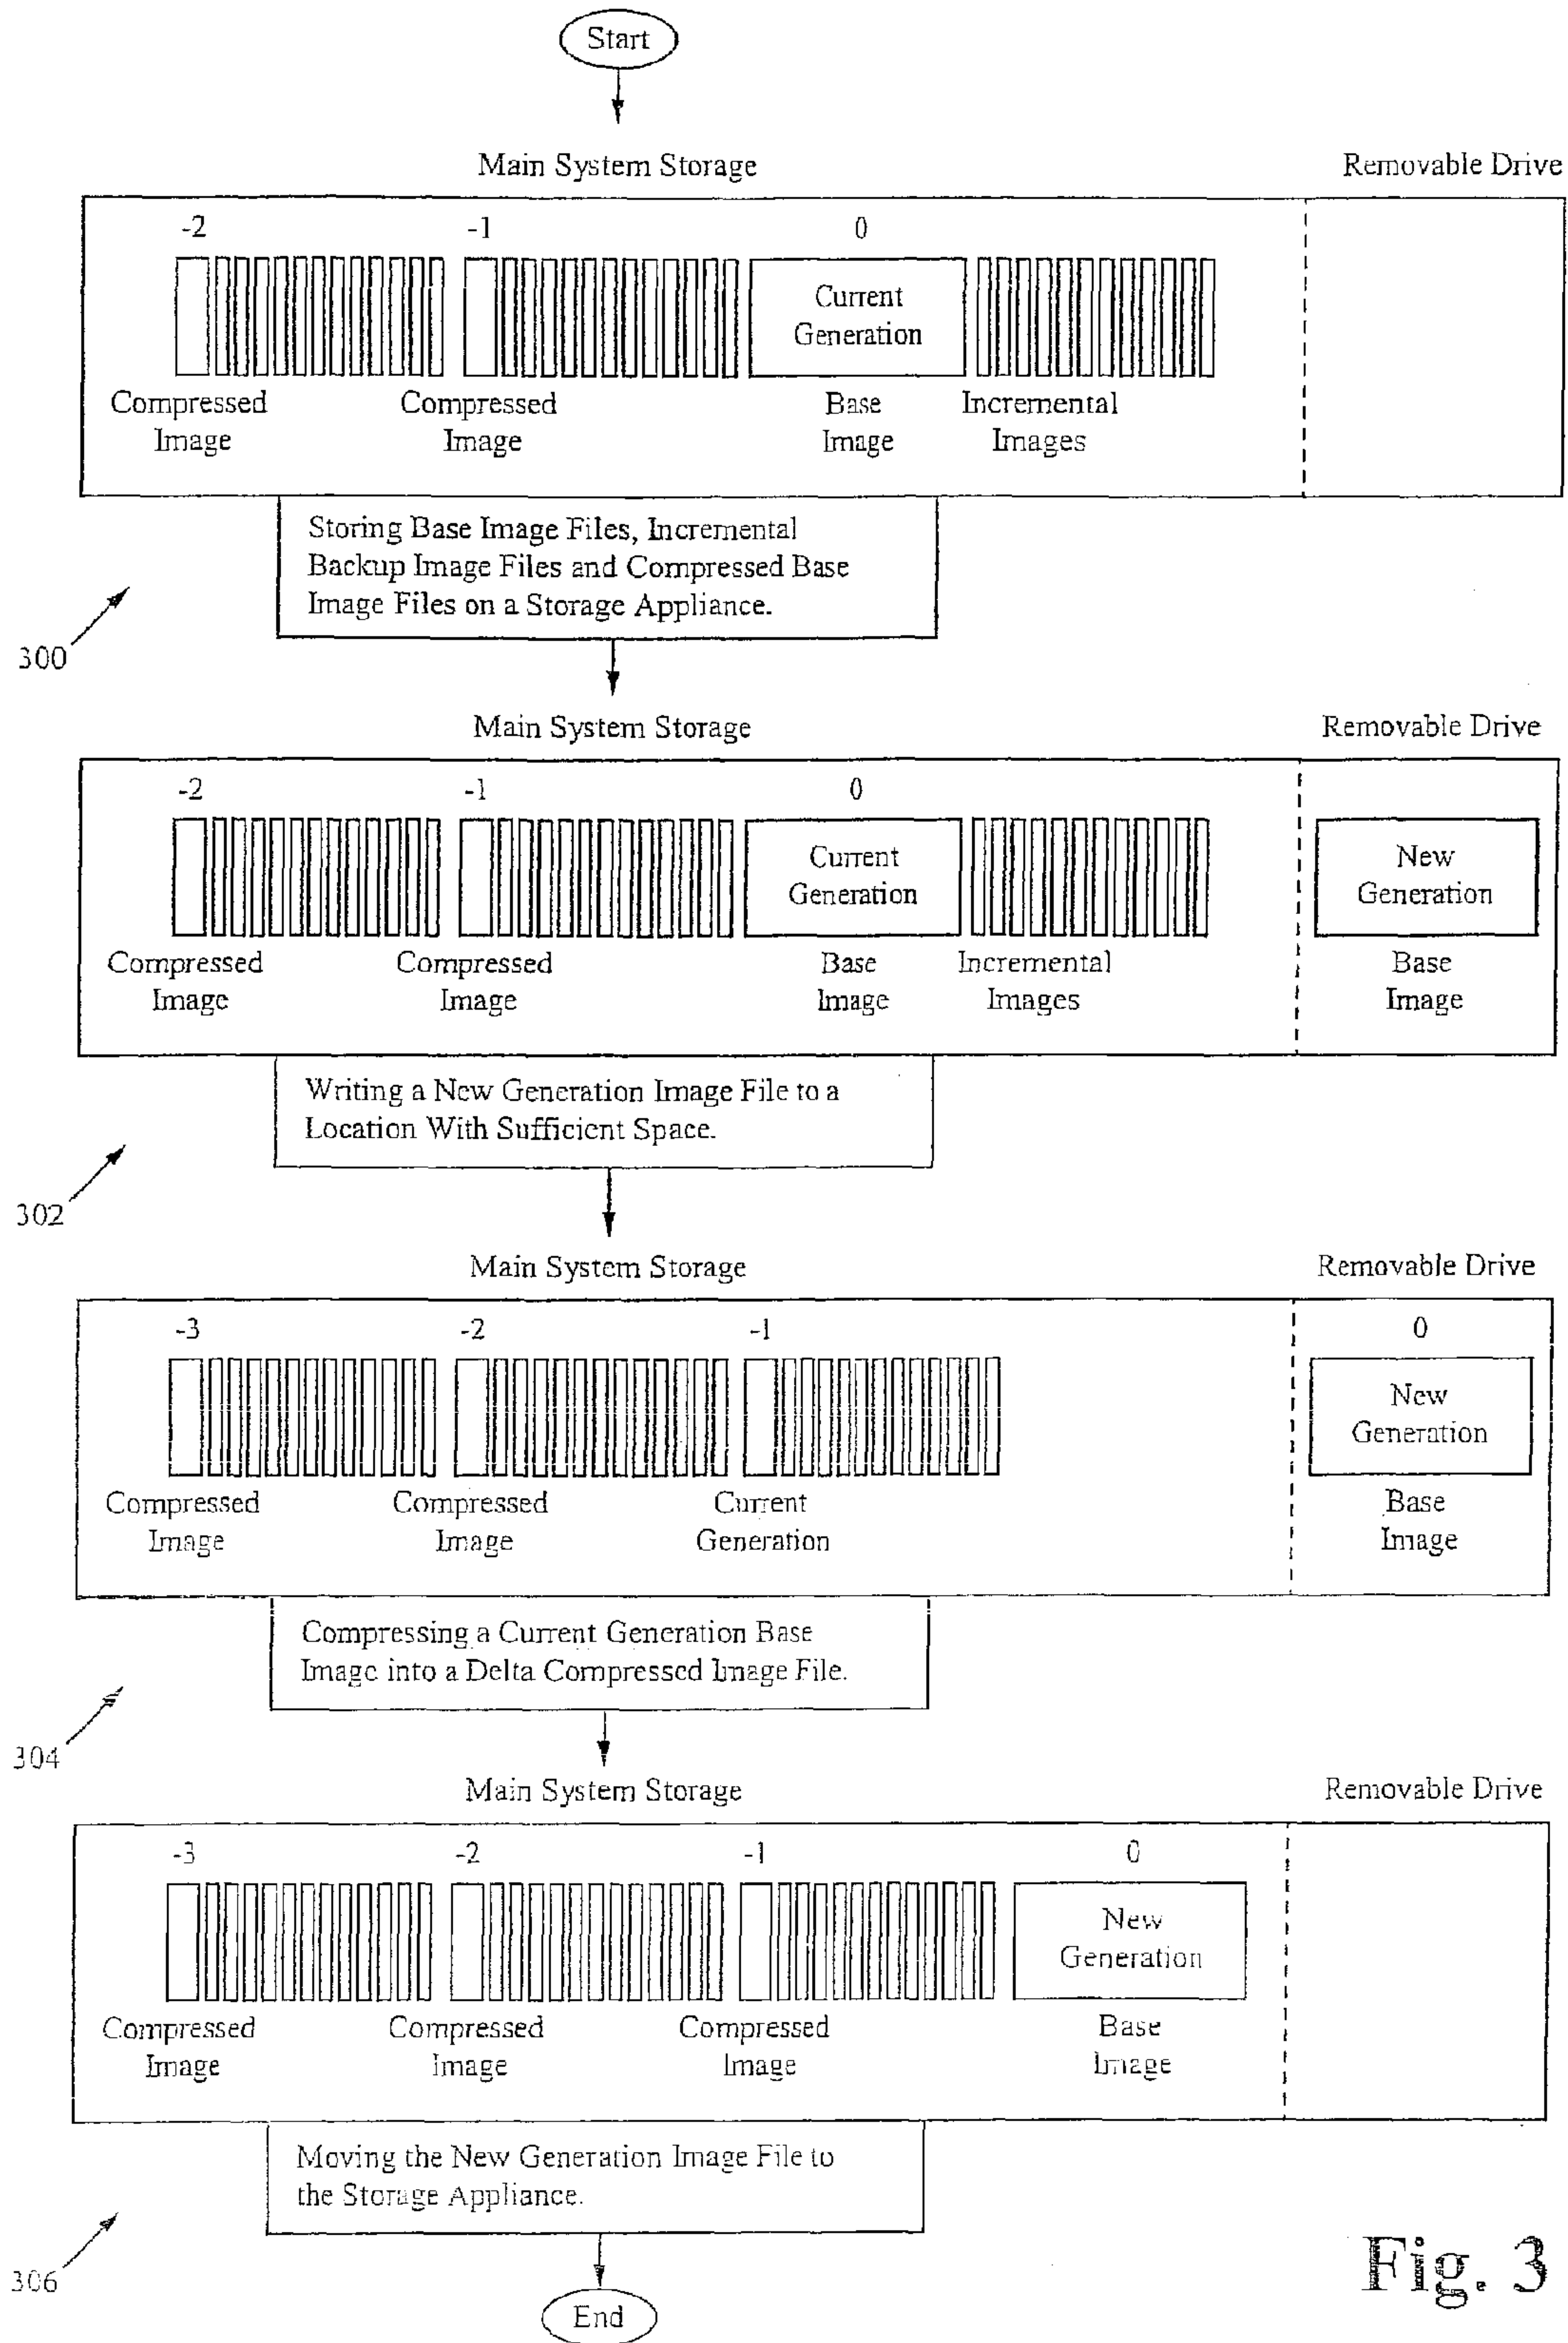 Start
Main System Storage
Removable Drive
-2
-1
0
Current
Generation
Compressed
Image
Compressed
Image
Base
Image
Incremental
Images
Storing Base Image Files, Incremental
Backup Image Files and Compressed Base
Image Files on a Storage Appliance.
300
Main System Storage
Removable Drive
-2
-1
0
Current
Generation
New
Generation
Compressed
Image
Compressed
Image
Base
Image
Incremental
Images
Base
Image
Writing a New Generation Image File to a
Location With Sufficient Space.
302
Main System Storage
Removable Drive
-3
-2
-1
0
New
Generation
Compressed
Image
Compressed
Image
Current
Generation
Base
Image
Compressing a Current Generation Base
Image into a Delta Compressed Image File.
304
Main System Storage
Removable Drive
-3
-2
-1
0
New
Generation
Compressed
Image
Compressed
Image
Compressed
Image
Base
Image
Moving the New Generation Image File to
the Storage Appliance.
306
End
Fig. 3